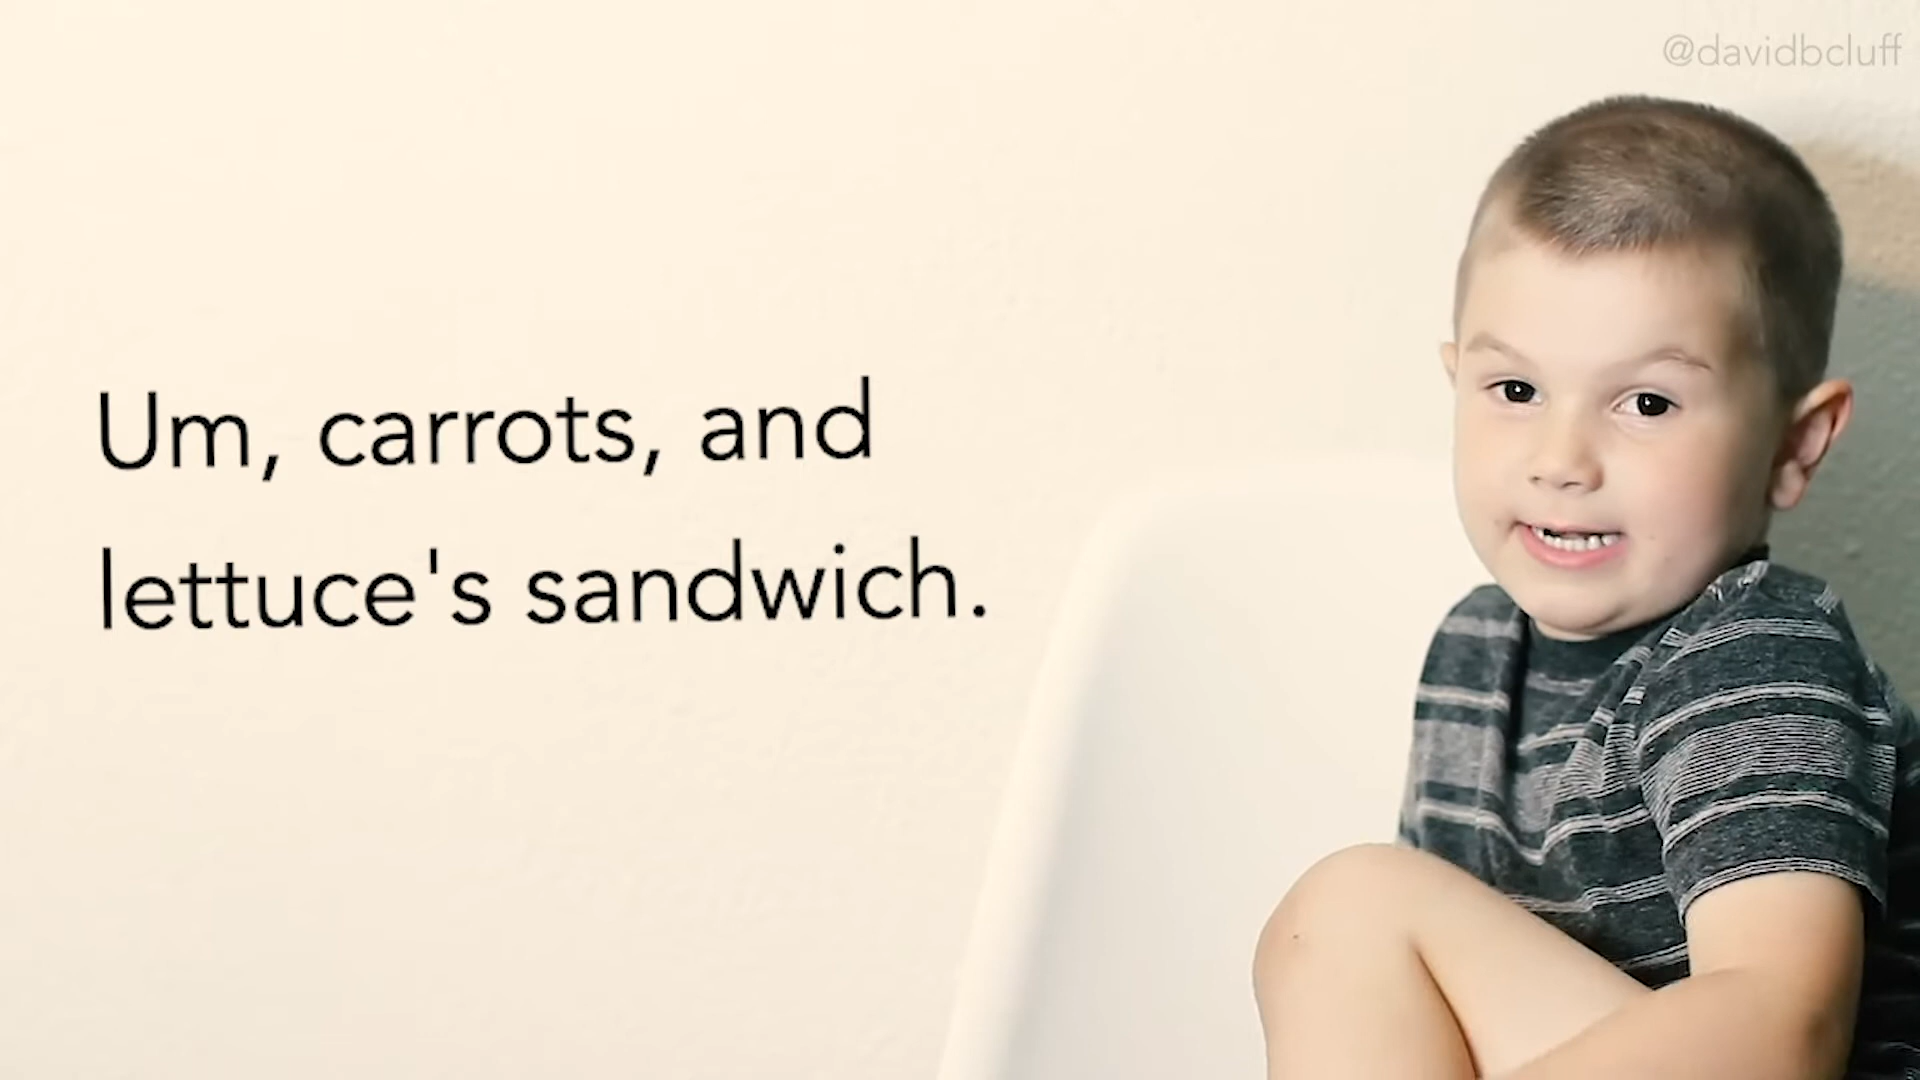 @davidbcluff
Um, carrots, and
lettuce's sandwich.